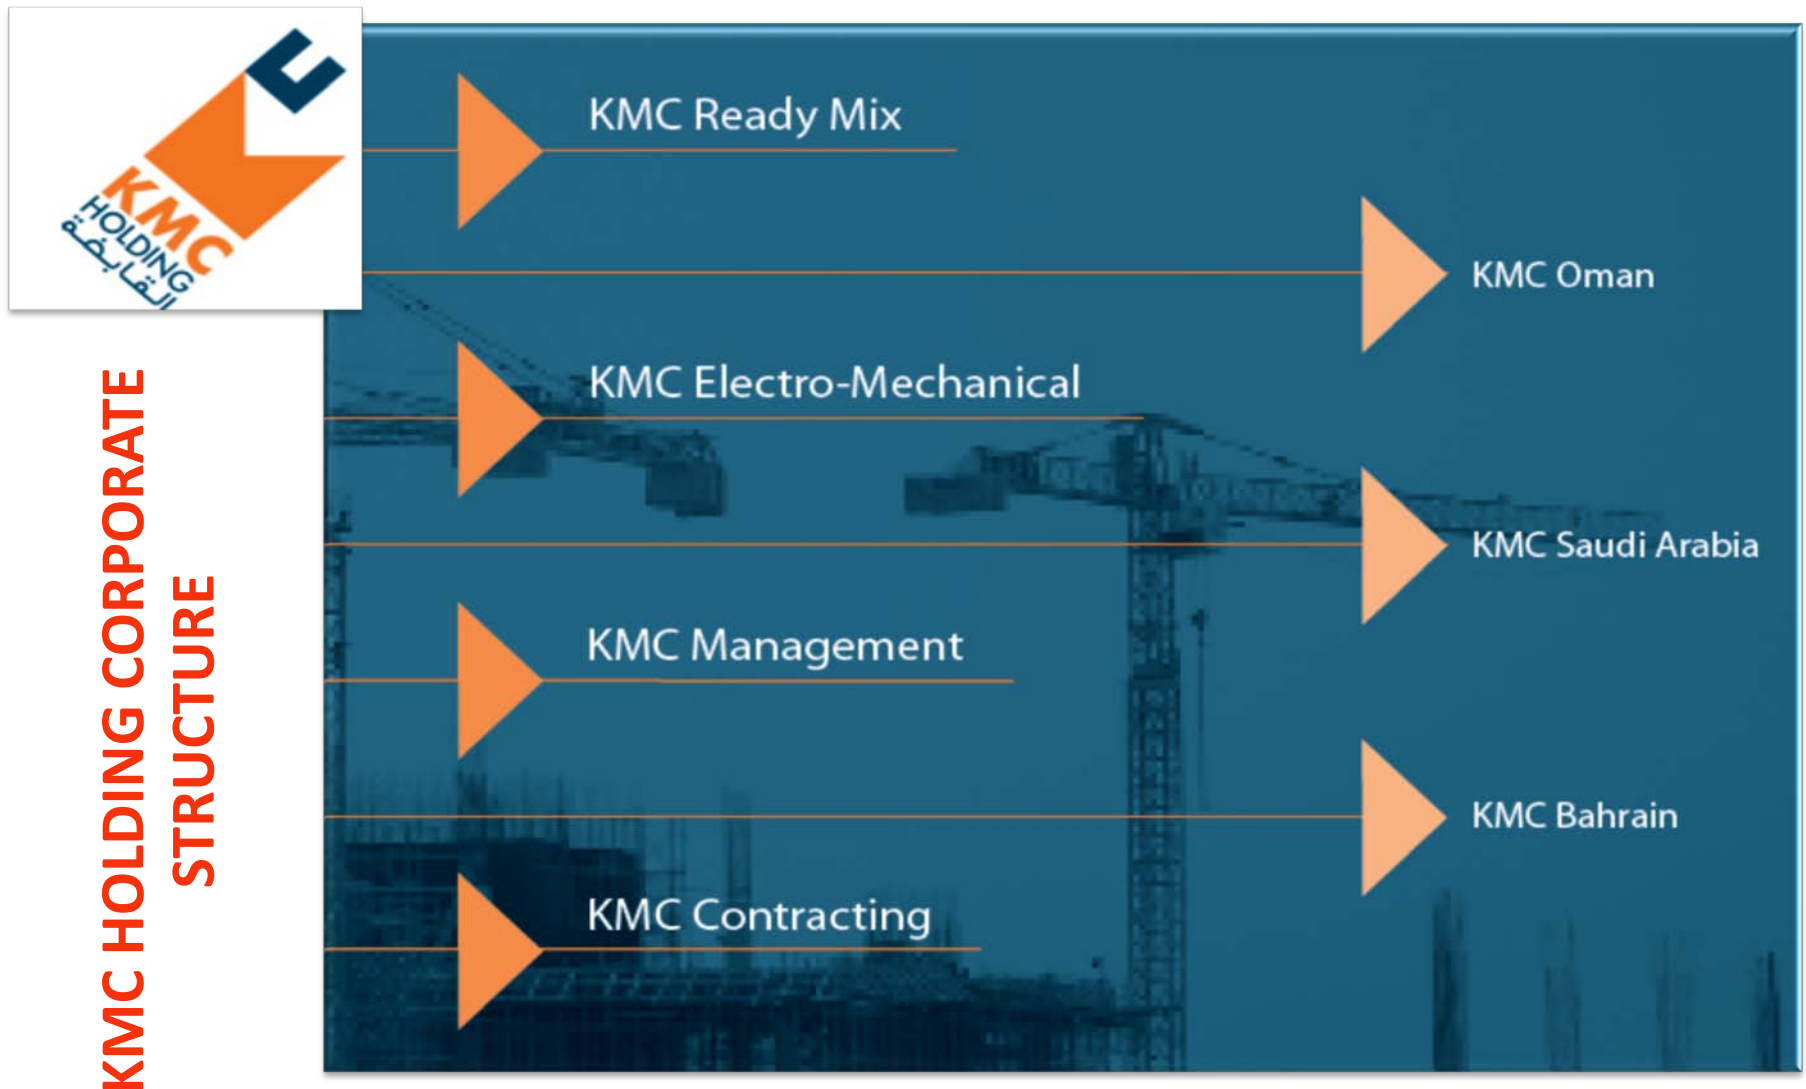 KMC
HOLDING
القابضة
KMC HOLDING CORPORATE
STRUCTURE
KMC Ready Mix
KMC Oman
KMC Electro-Mechanical
KMC Saudi Arabia
KMC Management
KMC Bahrain
KMC Contracting